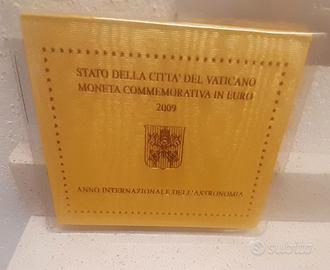 STATO DELLA CITTA' DEL VATICANO
MONETA COMMEMORATIVA IN EURO
2009
ANNO INTERNAZIONALE DELL'ASTRONOMIA
subito